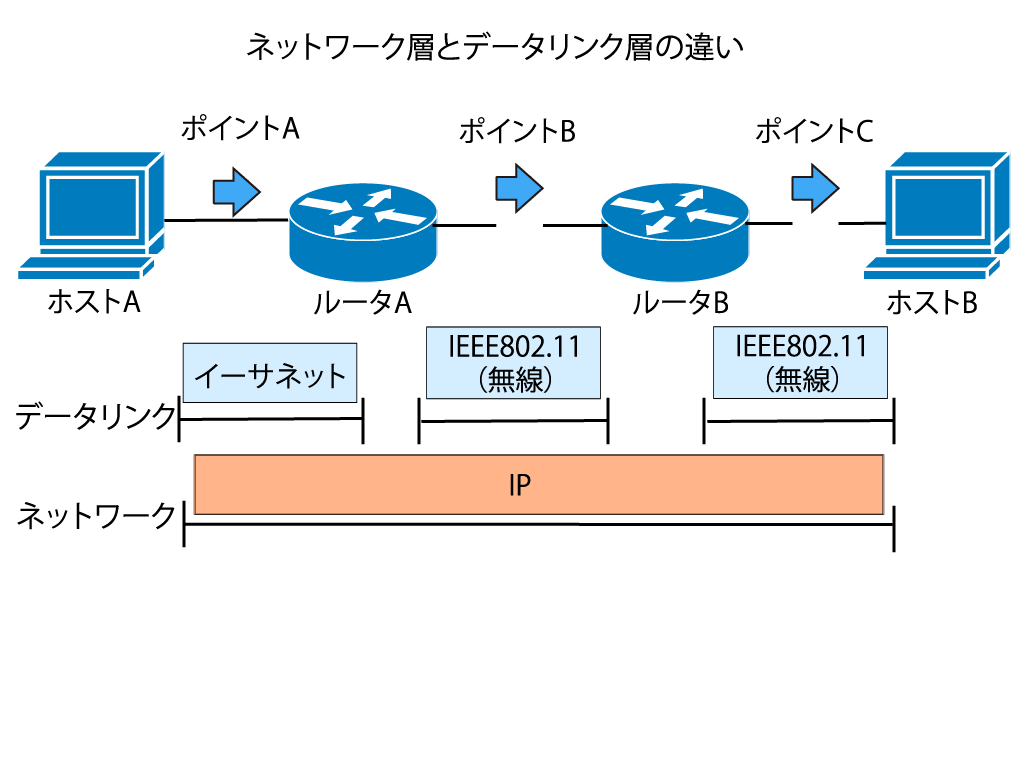 ネットワーク層とデータリンク層の違い
ポイントA
ポイントB
ポイントC
ホストA
ルータA
ルータB
ホストB
イーサネット
IEEE802.11
（無線）
IEEE802.11
（無線）
データリンク
IP
ネットワーク